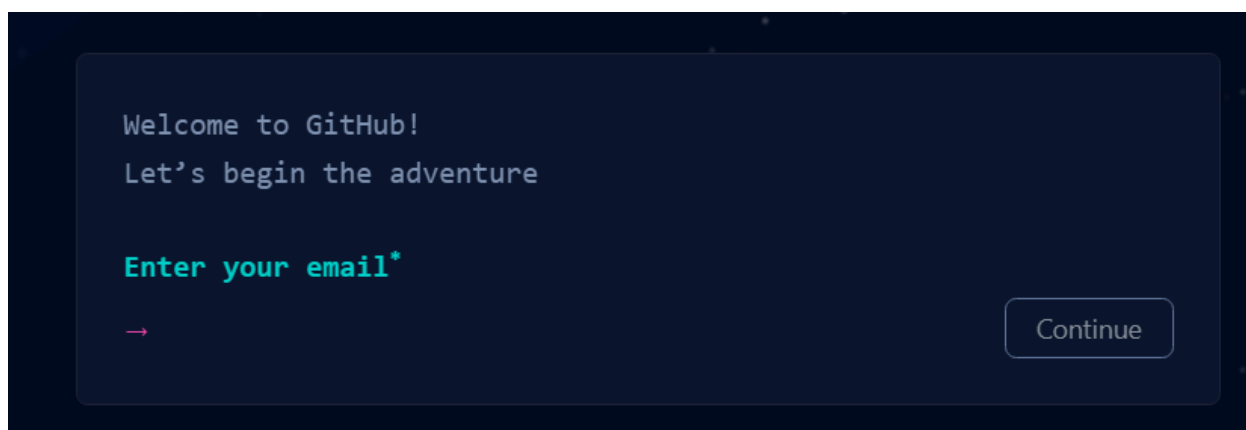 Welcome to GitHub!
Let’s begin the adventure
Enter your email*
→
Continue